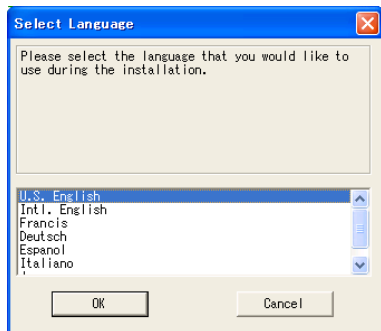 Select Language
Please select the language that you would like to
use during the installation.
U.S. English
Intl. English
Francis
Deutsch
Espanol
Italiano
OK
Cancel